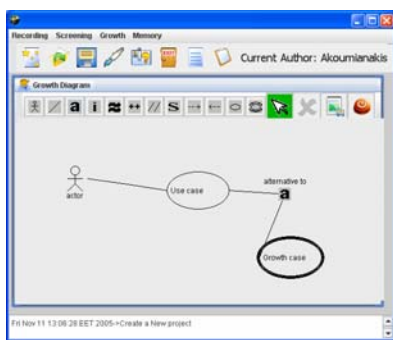 Recording Screening Growth Memory
Current Author: Akoumianakis
Growth Diagram
a i S
actor
Use case
alternative to
a
Growth case
Fri Nov 11 13:06:28 EET 2005->Create a New project